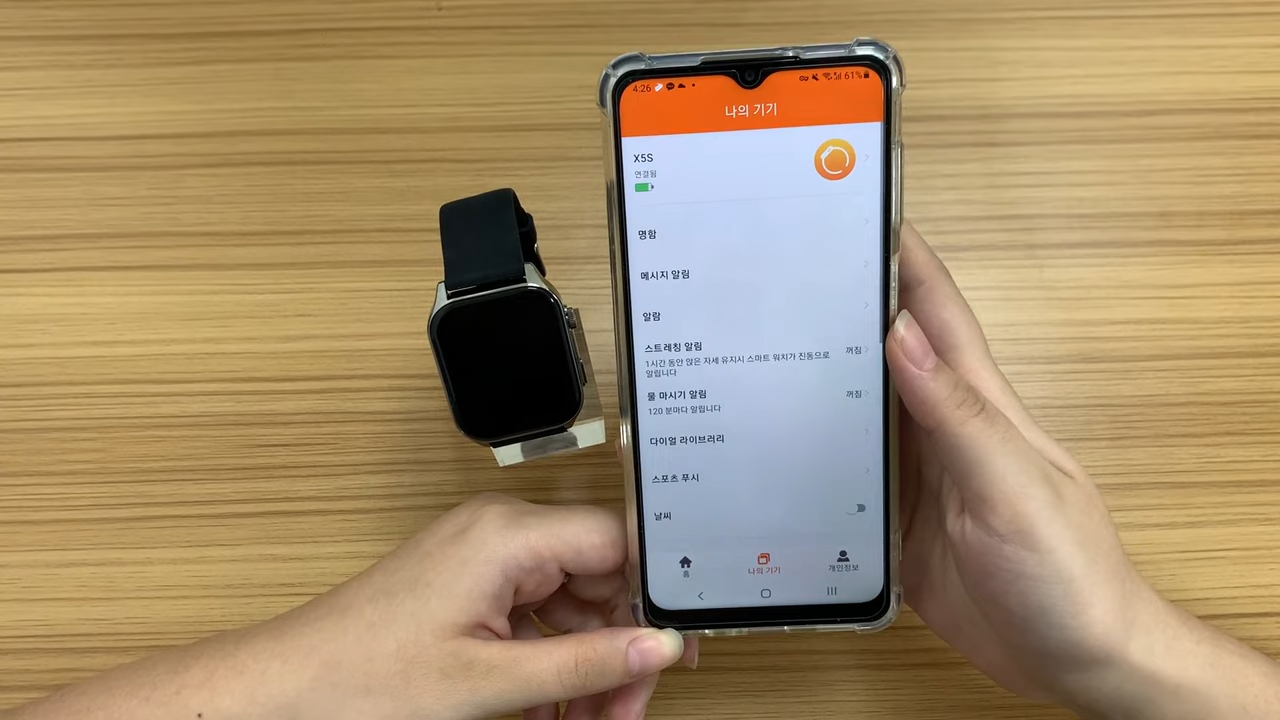 4:26
61%
나의 기기
X5S
연결됨
명함
메시지 알림
알람
스트레칭 알림
1시간 동안 앉은 자세 유지시 스마트 워치가 진동으로
알립니다
꺼짐
물 마시기 알림
120 분마다 알립니다
꺼짐
다이얼 라이브러리
스포츠 푸시
날씨
홈
나의 기기
개인정보